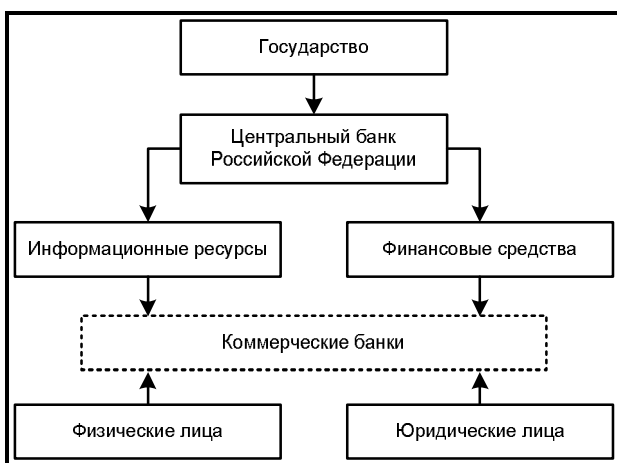 Государство
Центральный банк
Российской Федерации
Информационные ресурсы
Финансовые средства
Коммерческие банки
Физические лица
Юридические лица